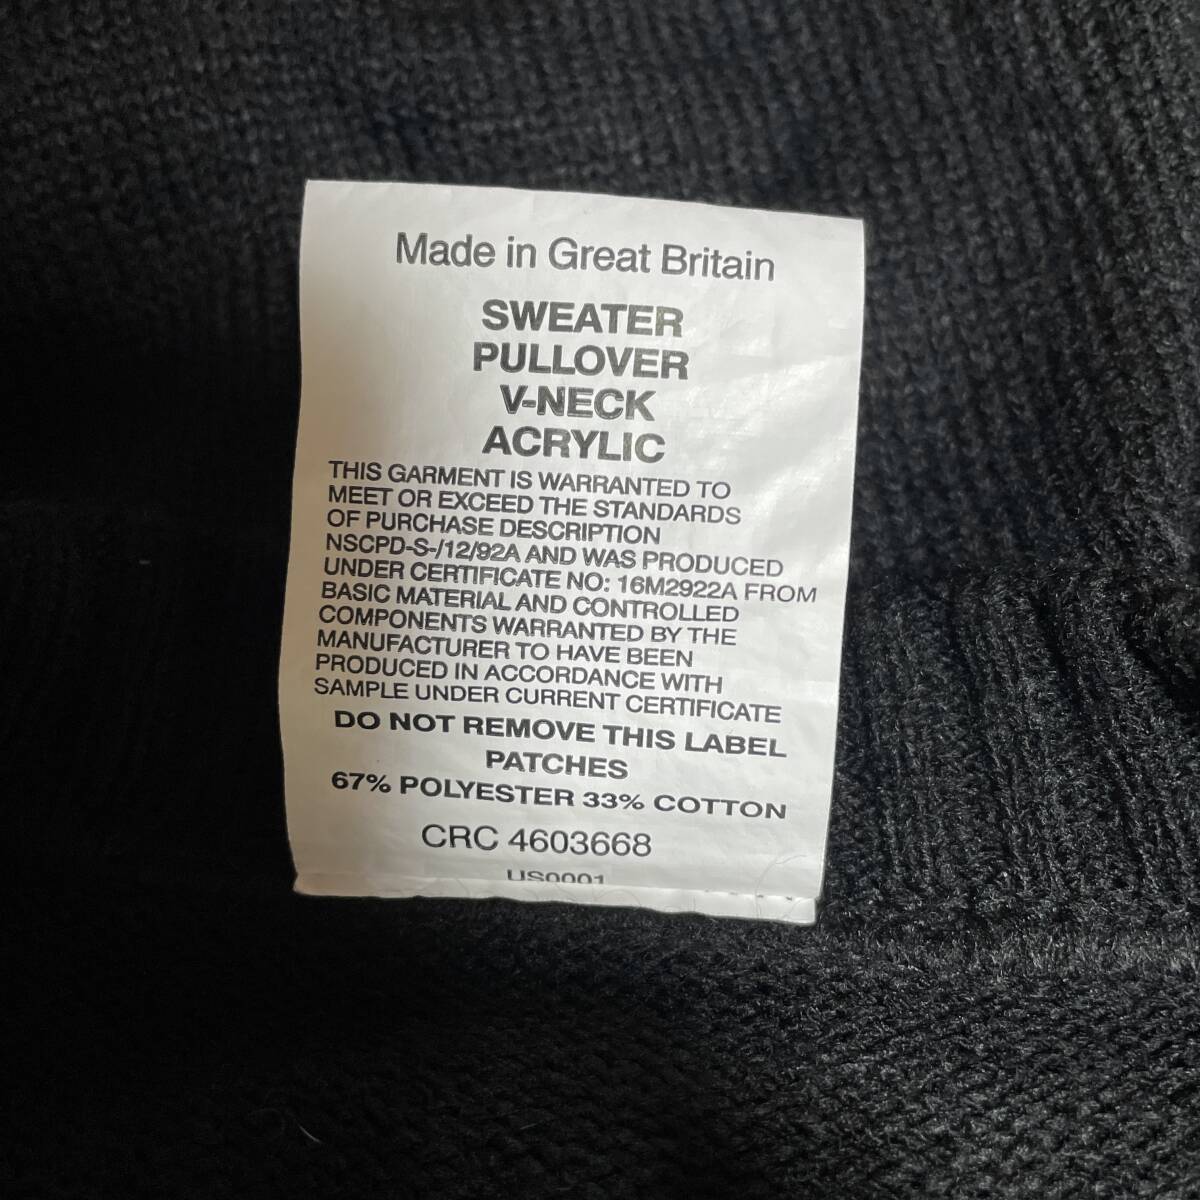 Made in Great Britain
SWEATER
PULLOVER
V-NECK
ACRYLIC
THIS GARMENT IS WARRANTED TO
MEET OR EXCEED THE STANDARDS
OF PURCHASE DESCRIPTION
NSCPD-S-/12/92A AND WAS PRODUCED
UNDER CERTIFICATE NO: 16M2922A FROM
BASIC MATERIAL AND CONTROLLED
COMPONENTS WARRANTED BY THE
MANUFACTURER TO HAVE BEEN
PRODUCED IN ACCORDANCE WITH
SAMPLE UNDER CURRENT CERTIFICATE
DO NOT REMOVE THIS LABEL
PATCHES
67% POLYESTER 33% COTTON
CRC 4603668
US0001